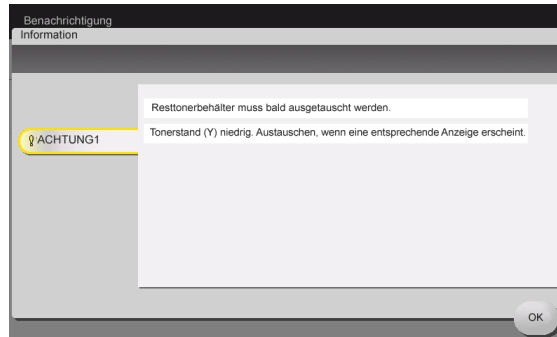 Benachrichtigung
Information
Resttonerbehälter muss bald ausgetauscht werden.
Tonerstand (Y) niedrig. Austauschen, wenn eine entsprechende Anzeige erscheint.
ACHTUNG1
OK